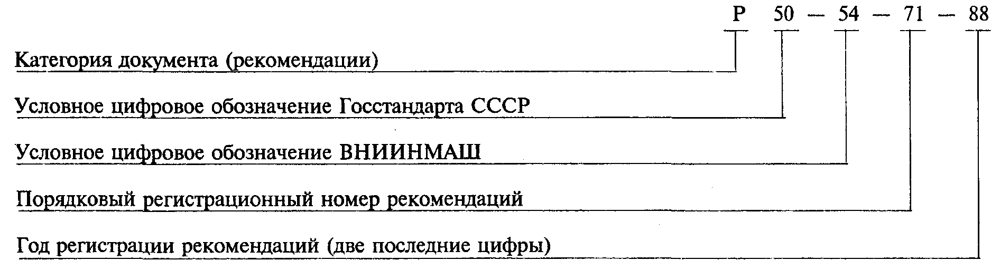 Р 50 — 54 — 71 — 88
Категория документа (рекомендации)
Условное цифровое обозначение Госстандарта СССР
Условное цифровое обозначение ВНИИНМАШ
Порядковый регистрационный номер рекомендаций
Год регистрации рекомендаций (две последние цифры)